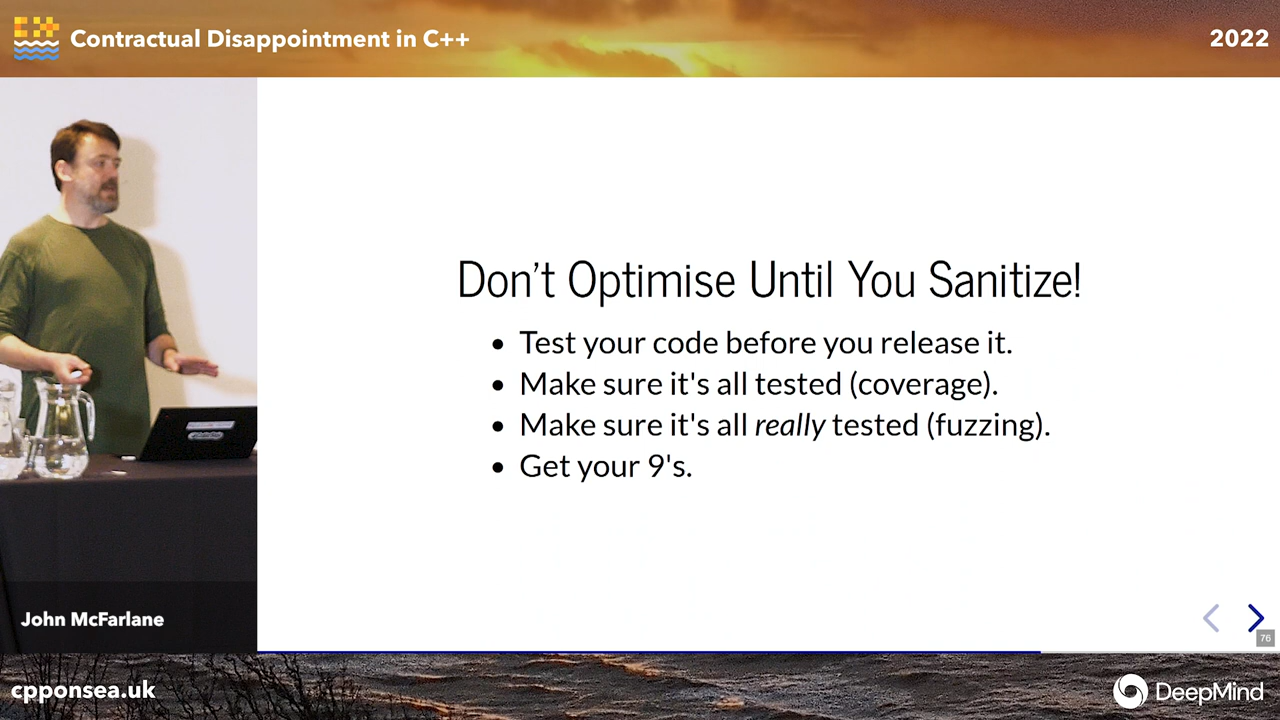 Contractual Disappointment in C++
2022
Don't Optimise Until You Sanitize!
Test your code before you release it.
Make sure it's all tested (coverage).
Make sure it's all really tested (fuzzing).
Get your 9's.
John McFarlane
76
cpponsea.uk
DeepMind